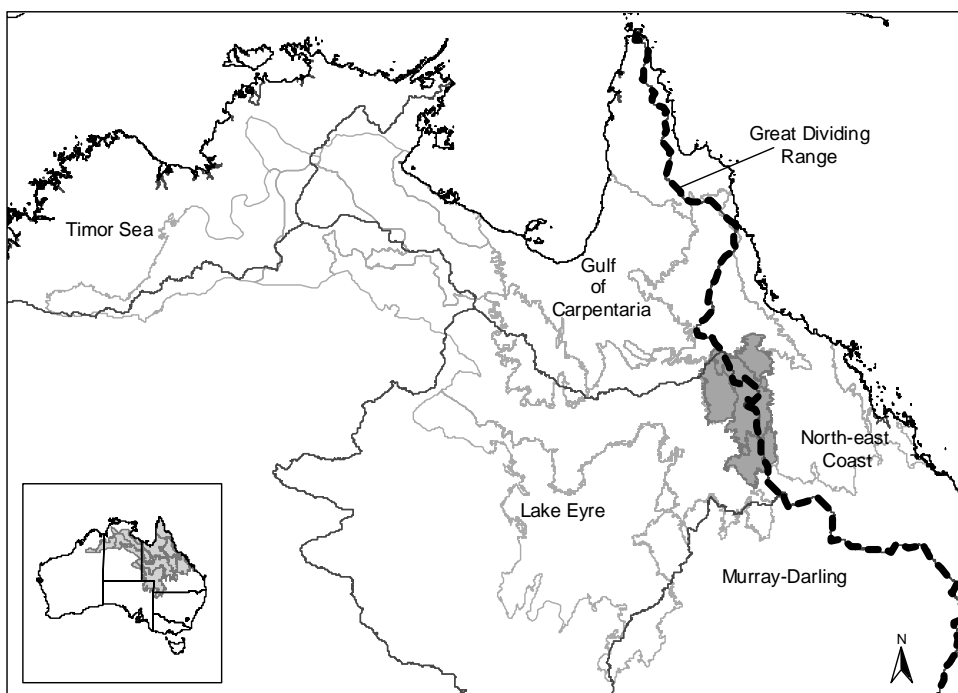 Great Dividing
Range
Timor Sea
Gulf
of
Carpentaria
North-east
Coast
Lake Eyre
Murray-Darling
N